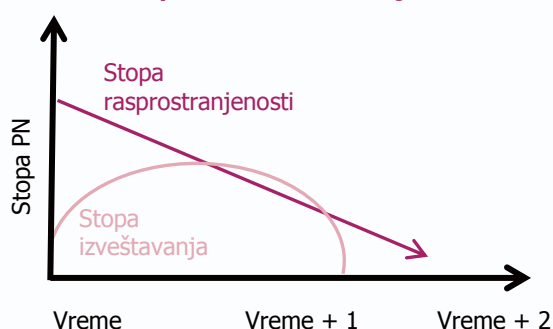 Stopa
rasprostranjenosti
Stopa PN
Stopa
izveštavanja
Vreme
Vreme + 1
Vreme + 2